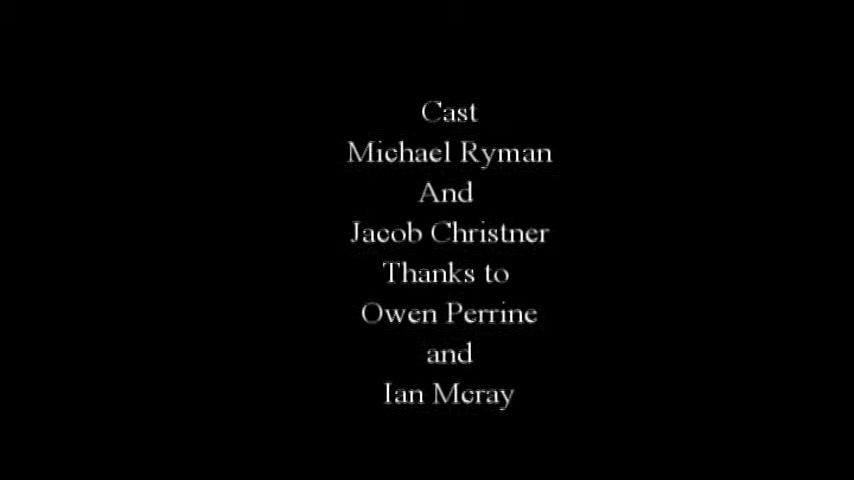 Cast
Michael Ryman
And
Jacob Christner
Thanks to
Owen Perrine
and
Ian Mcray